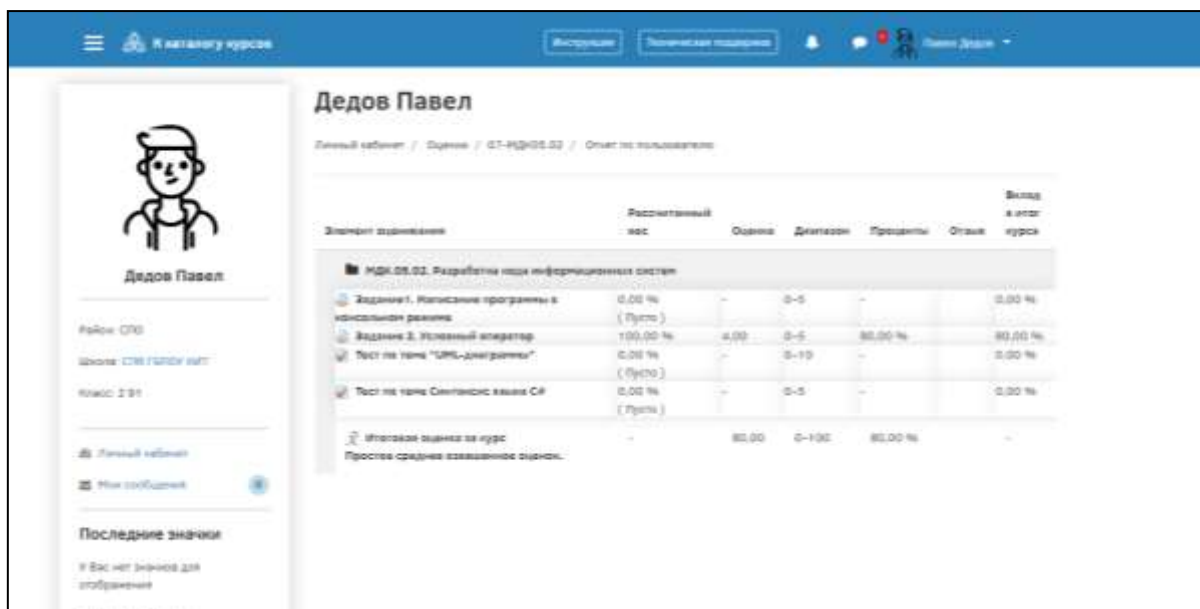 К каталогу курсов
Инструкции Техническая поддержка Павел Дедов
Дедов Павел
Личный кабинет / Оценки / 07-МДК05.02 / Отчет по пользователю
Элемент оценивания Рассчитанный вес Оценка Диапазон Проценты Отзыв Вклад в итог курса
МДК.05.02. Разработка кода информационных систем
Задание 1. Написание программы в 0,00 % - 0–5 - 0,00 %
консольном режиме ( Пусто )
Задание 2. Условный оператор 100,00 % 4,00 0–5 80,00 % 80,00 %
Тест по теме "UML-диаграммы" 0,00 % - 0–10 - 0,00 %
( Пусто )
Тест по теме Синтаксис языка C# 0,00 % - 0–5 - 0,00 %
( Пусто )
Итоговая оценка за курс - 80,00 0–100 80,00 % -
Простое среднее взвешенное оценок.
Дедов Павел
Район: СПО
Школа:
Класс:
Личный кабинет
Мои сообщения
Последние значки
У Вас нет значков для
отображения